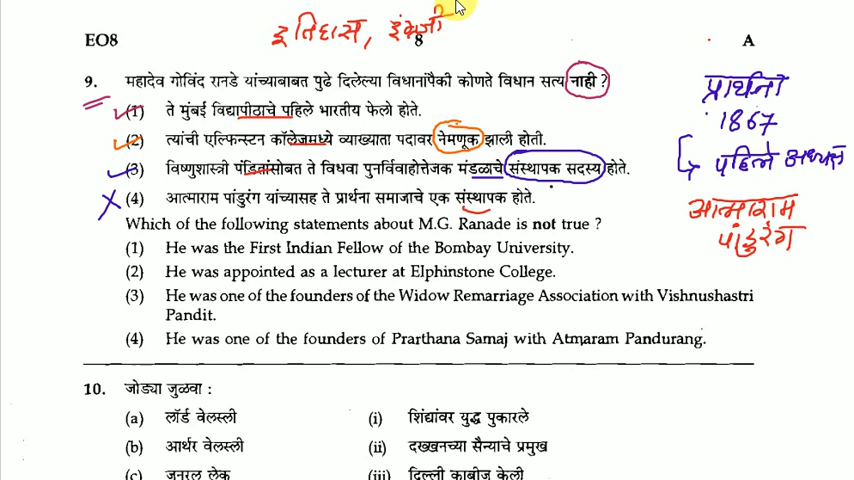 इतिहास, इंग्रजी
EO8 8 A
9. महादेव गोविंद रानडे यांच्याबाबत पुढे दिलेल्या विधानांपैकी कोणते विधान सत्य नाही ?
(1) ते मुंबई विद्यापीठाचे पहिले भारतीय फेलो होते.
(2) त्यांची एल्फिन्स्टन कॉलेजमध्ये व्याख्याता पदावर नेमणूक झाली होती.
(3) विष्णुशास्त्री पंडितांसोबत ते विधवा पुनर्विवाहोत्तेजक मंडळाचे संस्थापक सदस्य होते.
(4) आत्माराम पांडुरंग यांच्यासह ते प्रार्थना समाजाचे एक संस्थापक होते.
Which of the following statements about M.G. Ranade is not true ?
(1) He was the First Indian Fellow of the Bombay University.
(2) He was appointed as a lecturer at Elphinstone College.
(3) He was one of the founders of the Widow Remarriage Association with Vishnushastri
Pandit.
(4) He was one of the founders of Prarthana Samaj with Atmaram Pandurang.
प्रार्थना
1867
पहिले अध्यक्ष
आत्माराम
पांडुरंग
10. जोड्या जुळवा :
(a) लॉर्ड वेलस्ली (i) शिंद्यांवर युद्ध पुकारले
(b) आर्थर वेलस्ली (ii) दख्खनच्या सैन्याचे प्रमुख
(c) जनरल लेक (iii) दिल्ली काबीज केली